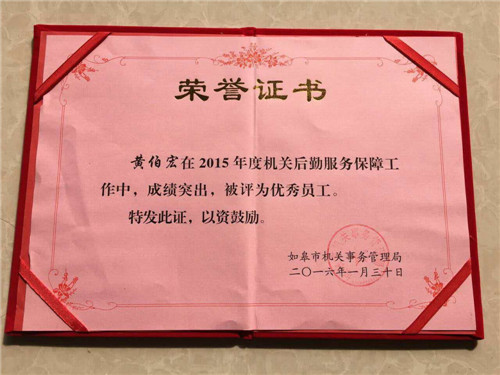 荣誉证书
黄伯宏在2015年度机关后勤服务保障工
作中，成绩突出，被评为优秀员工。
特发此证，以资鼓励。
如皋市机关事务管理局
二〇一六年一月三十日